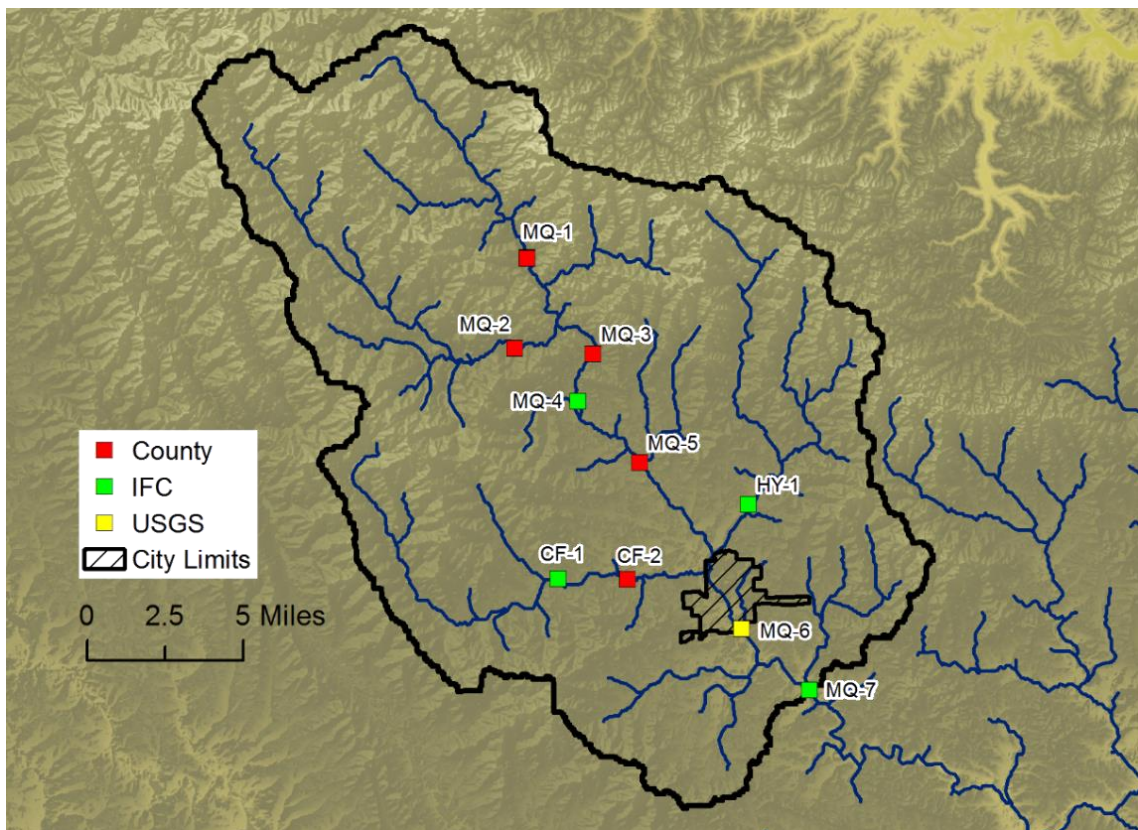 MQ-1
MQ-2
MQ-3
MQ-4
MQ-5
HY-1
CF-1
CF-2
MQ-6
MQ-7
County
IFC
USGS
City Limits
0 2.5 5 Miles